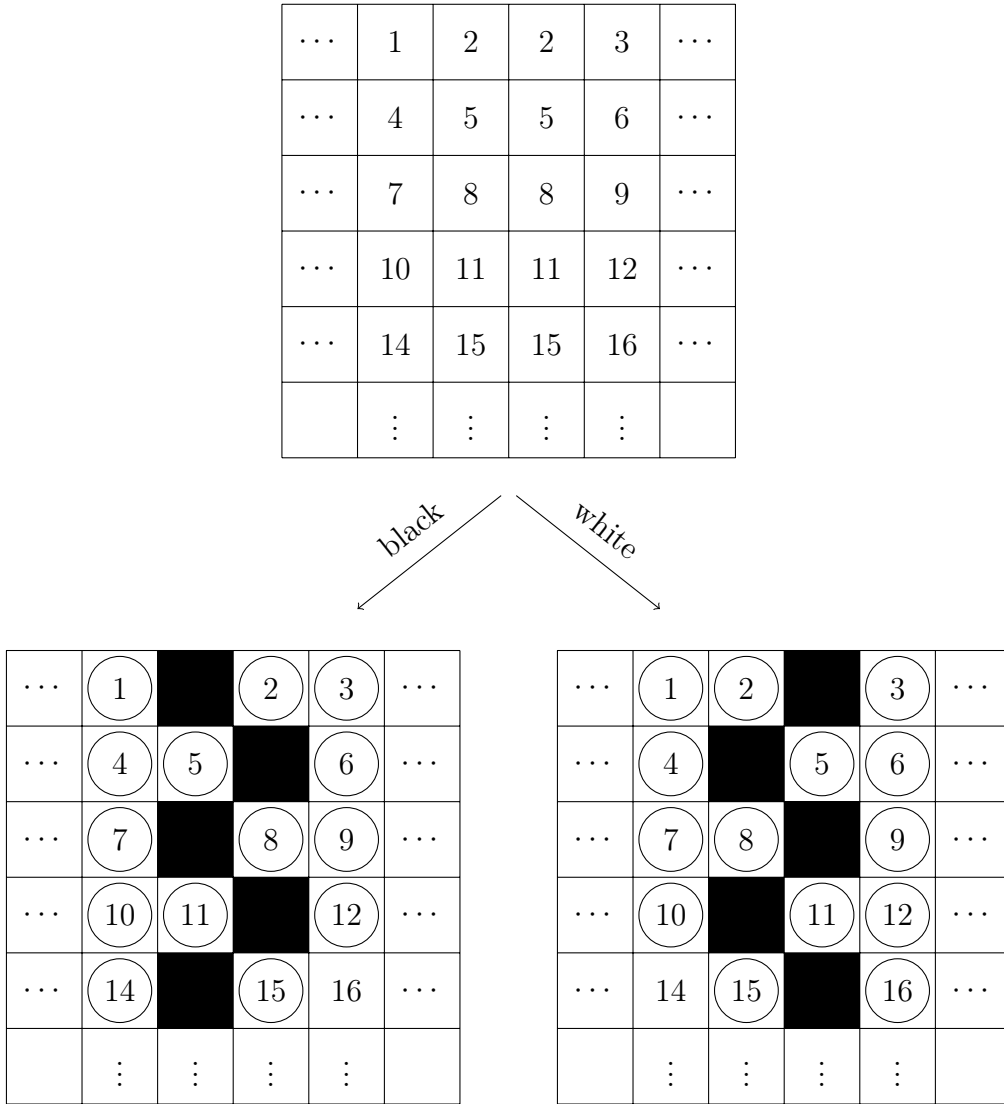 ··· 1 2 2 3 ···
··· 4 5 5 6 ···
··· 7 8 8 9 ···
··· 10 11 11 12 ···
··· 14 15 15 16 ···
⋮ ⋮ ⋮ ⋮
black
white
··· 1 2 3 ···
··· 4 5 6 ···
··· 7 8 9 ···
··· 10 11 12 ···
··· 14 15 16 ···
⋮ ⋮ ⋮ ⋮
··· 1 2 3 ···
··· 4 5 6 ···
··· 7 8 9 ···
··· 10 11 12 ···
··· 14 15 16 ···
⋮ ⋮ ⋮ ⋮